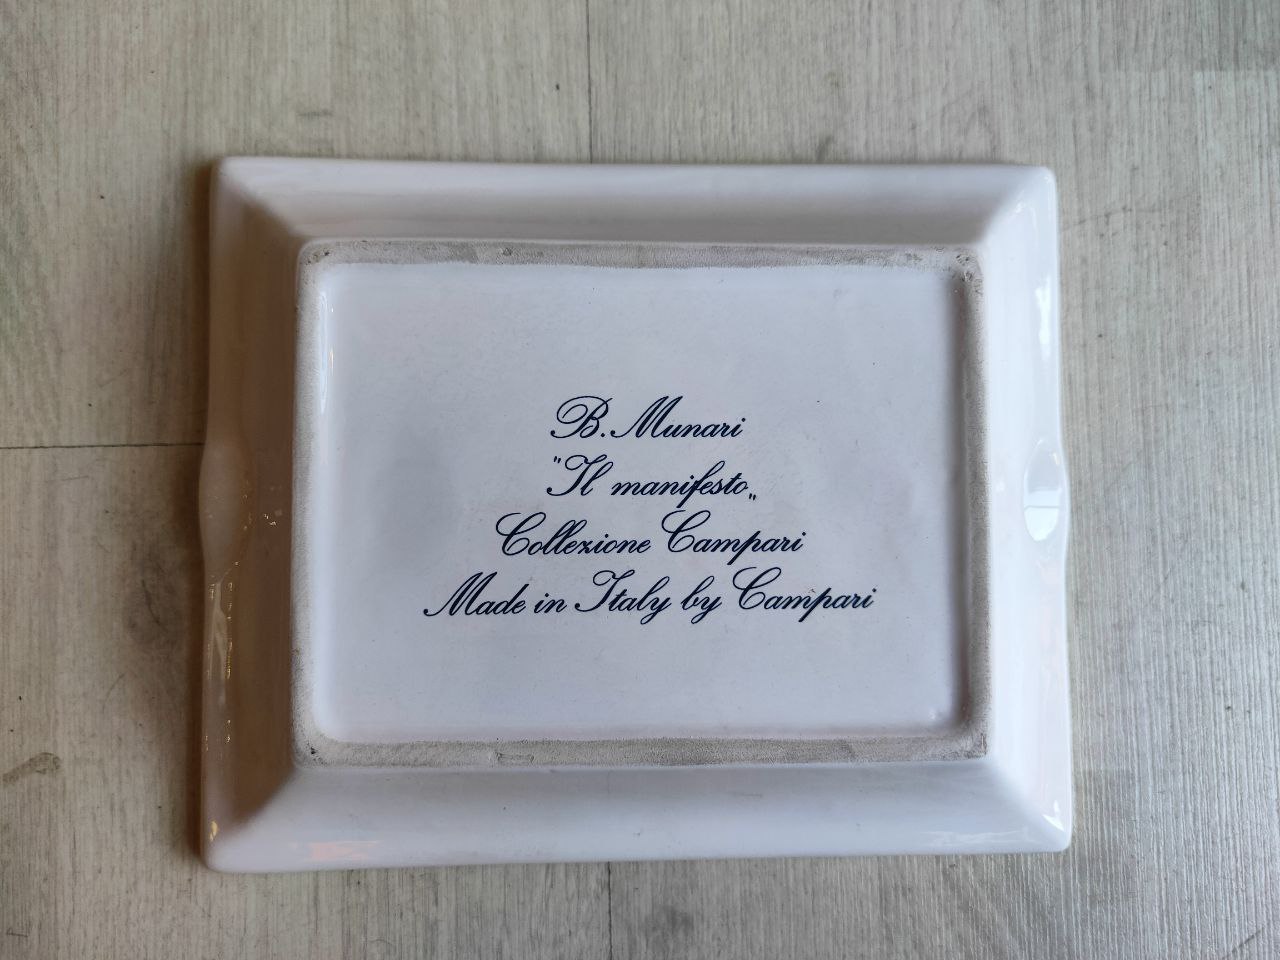 B. Munari
"Il manifesto„
Collezione Campari
Made in Italy by Campari